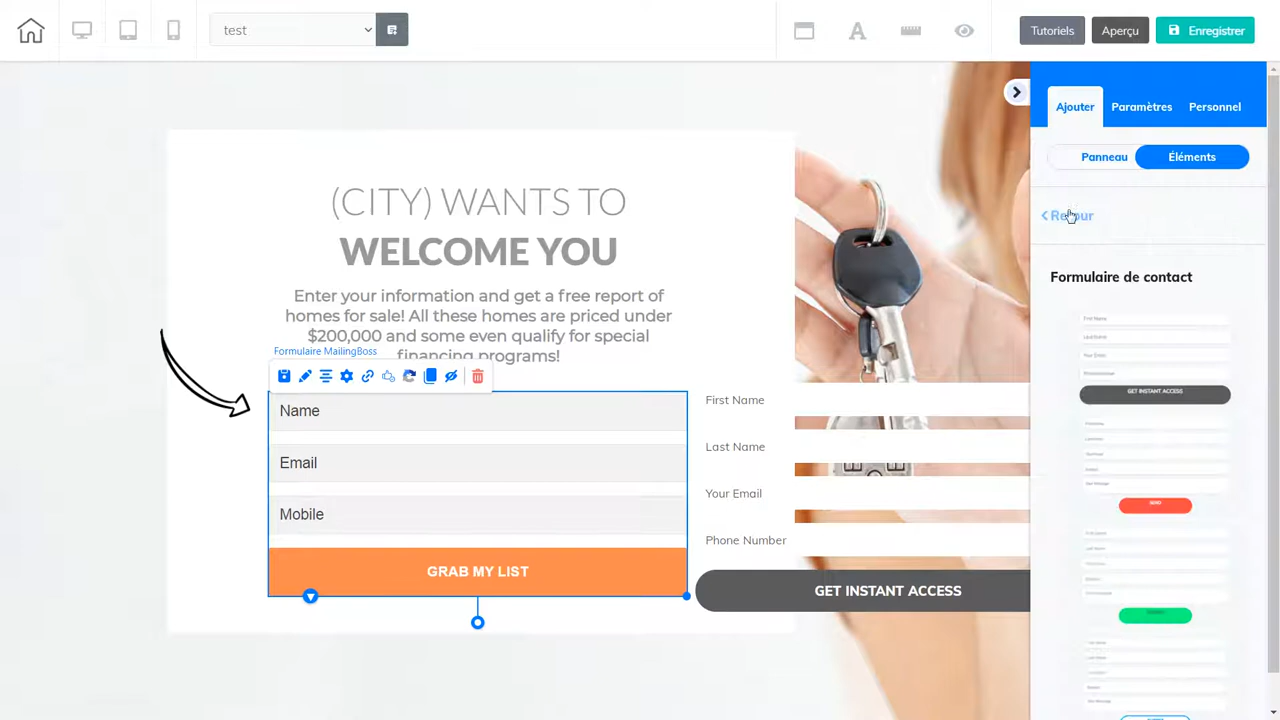 test
Tutoriels
Aperçu
Enregistrer
Ajouter
Paramètres
Personnel
Panneau
Éléments
Retour
Formulaire de contact
GET INSTANT ACCESS
(CITY) WANTS TO
WELCOME YOU
Enter your information and get a free report of
homes for sale! All these homes are priced under
$200,000 and some even qualify for special
financing programs!
Formulaire MailingBoss
Name
Email
Mobile
GRAB MY LIST
First Name
Last Name
Your Email
Phone Number
GET INSTANT ACCESS